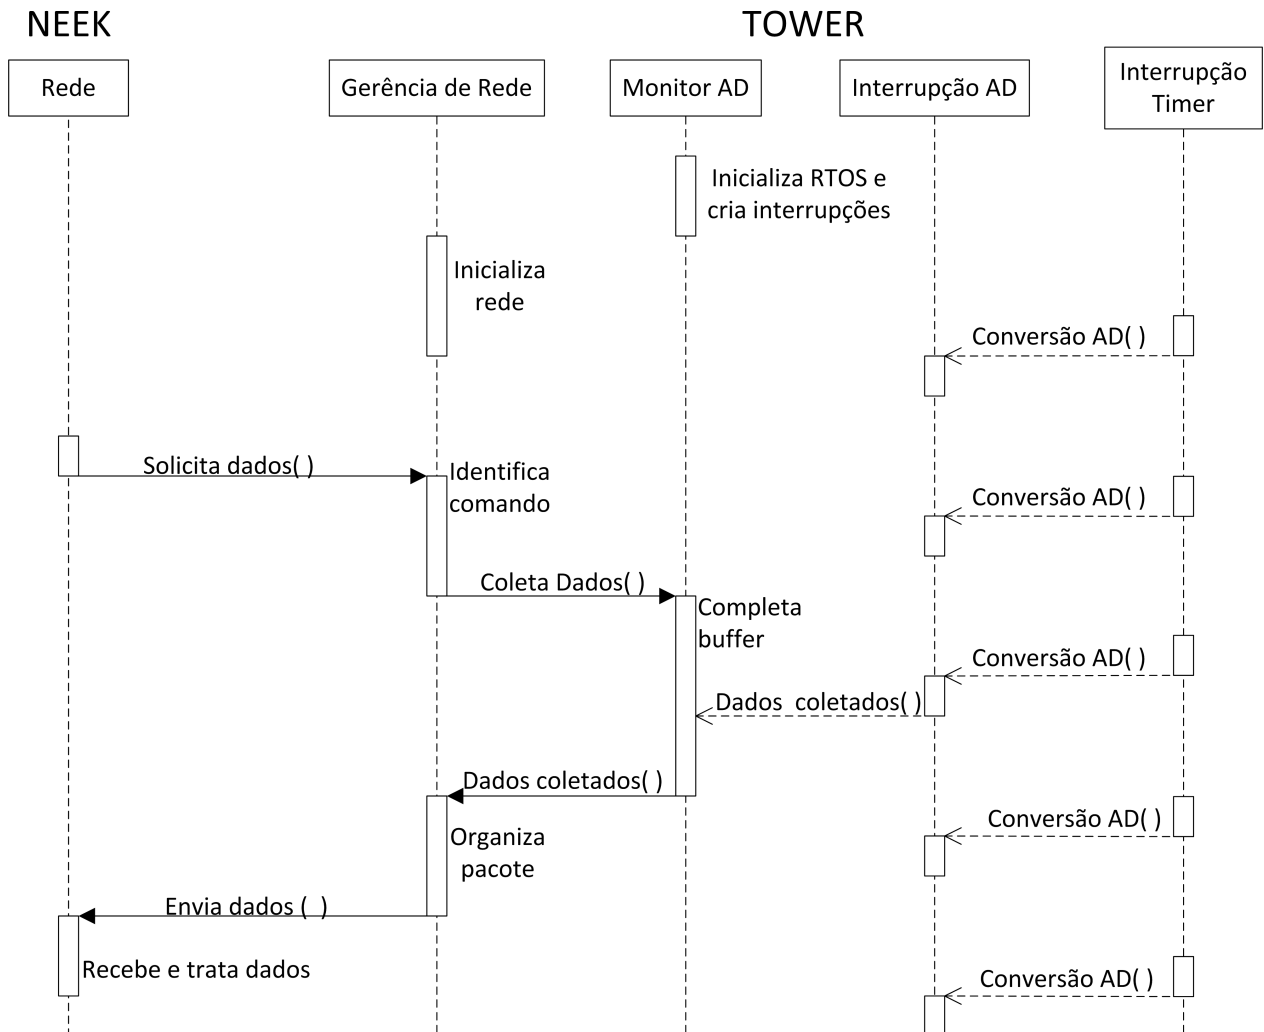 NEEK
TOWER
Rede
Gerência de Rede
Monitor AD
Interrupção AD
Interrupção
Timer
Inicializa RTOS e
cria interrupções
Inicializa
rede
Conversão AD( )
Solicita dados( )
Identifica
comando
Conversão AD( )
Coleta Dados( )
Completa
buffer
Conversão AD( )
Dados  coletados( )
Dados coletados( )
Conversão AD( )
Organiza
pacote
Envia dados (  )
Recebe e trata dados
Conversão AD( )